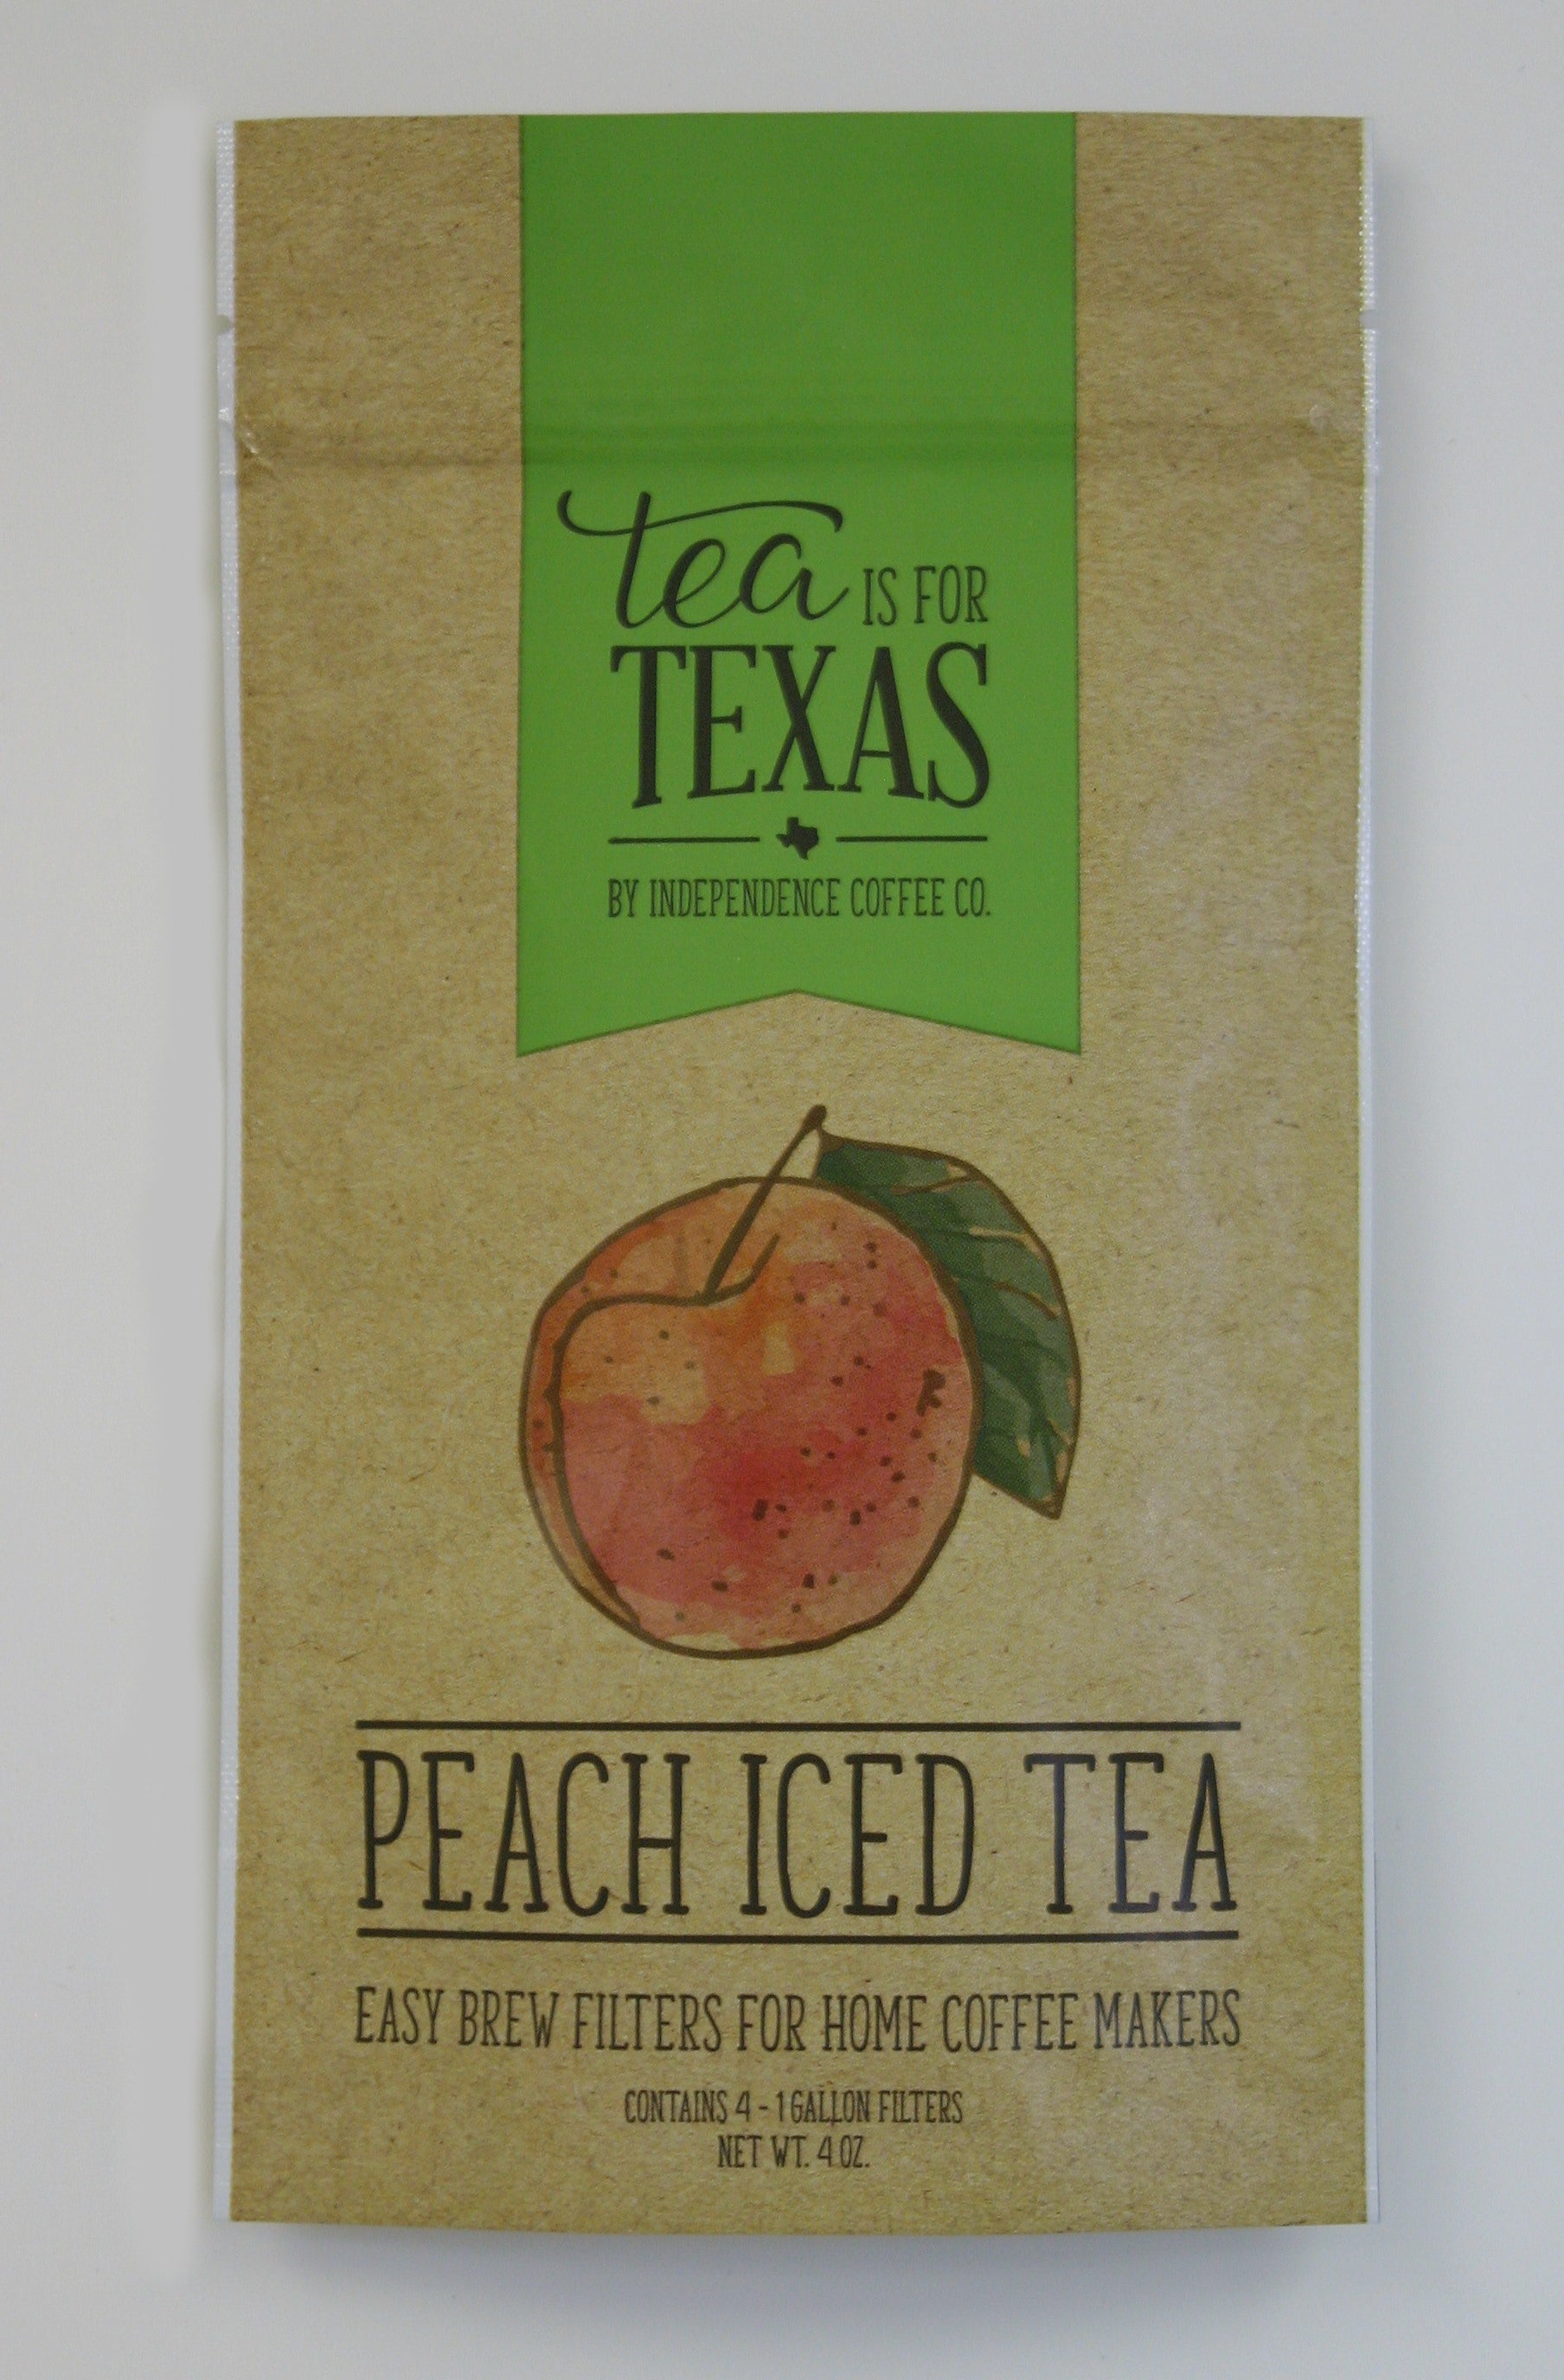 tea IS FOR
TEXAS
BY INDEPENDENCE COFFEE CO.
PEACH ICED TEA
EASY BREW FILTERS FOR HOME COFFEE MAKERS
CONTAINS 4 - 1 GALLON FILTERS
NET WT. 4 OZ.